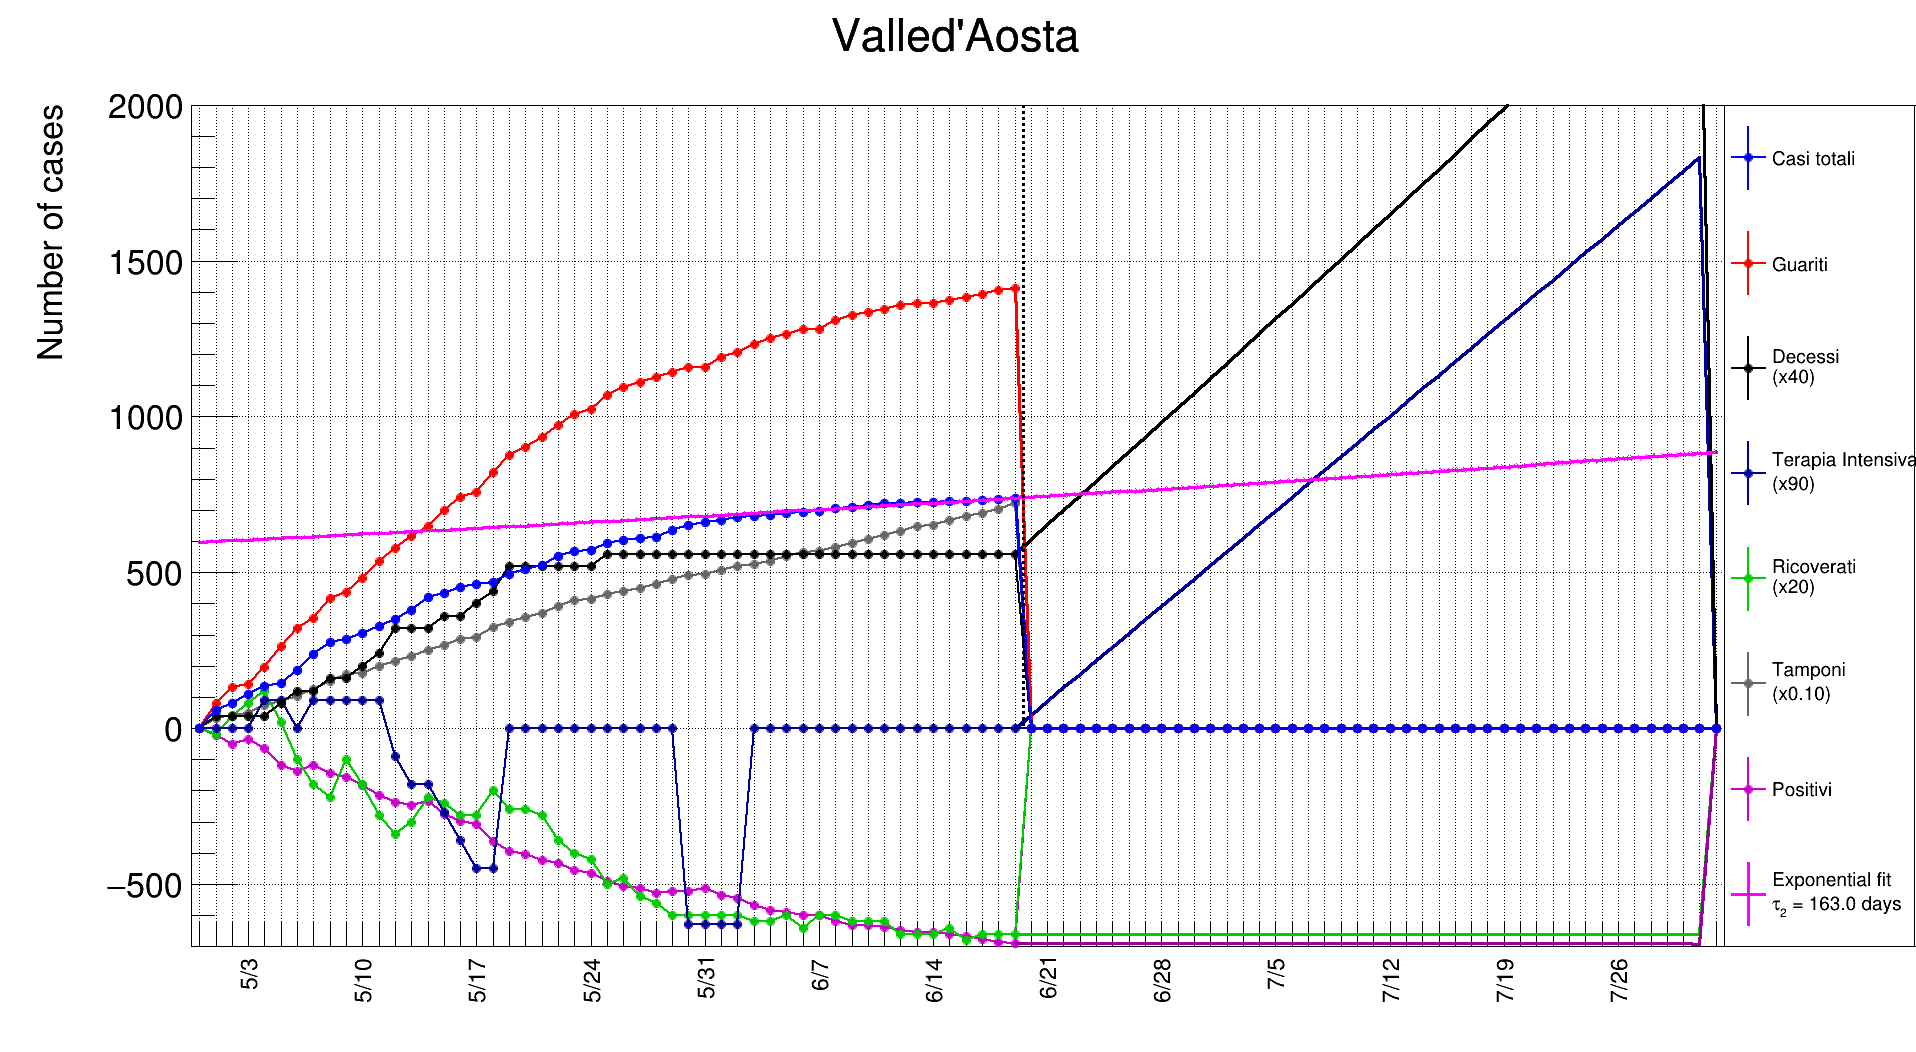 Valled'Aosta
Number of cases
2000
1500
1000
500
0
−500
5/3
5/10
5/17
5/24
5/31
6/7
6/14
6/21
6/28
7/5
7/12
7/19
7/26
Casi totali
Guariti
Decessi
(x40)
Terapia Intensiva
(x90)
Ricoverati
(x20)
Tamponi
(x0.10)
Positivi
Exponential fit
τ₂ = 163.0 days